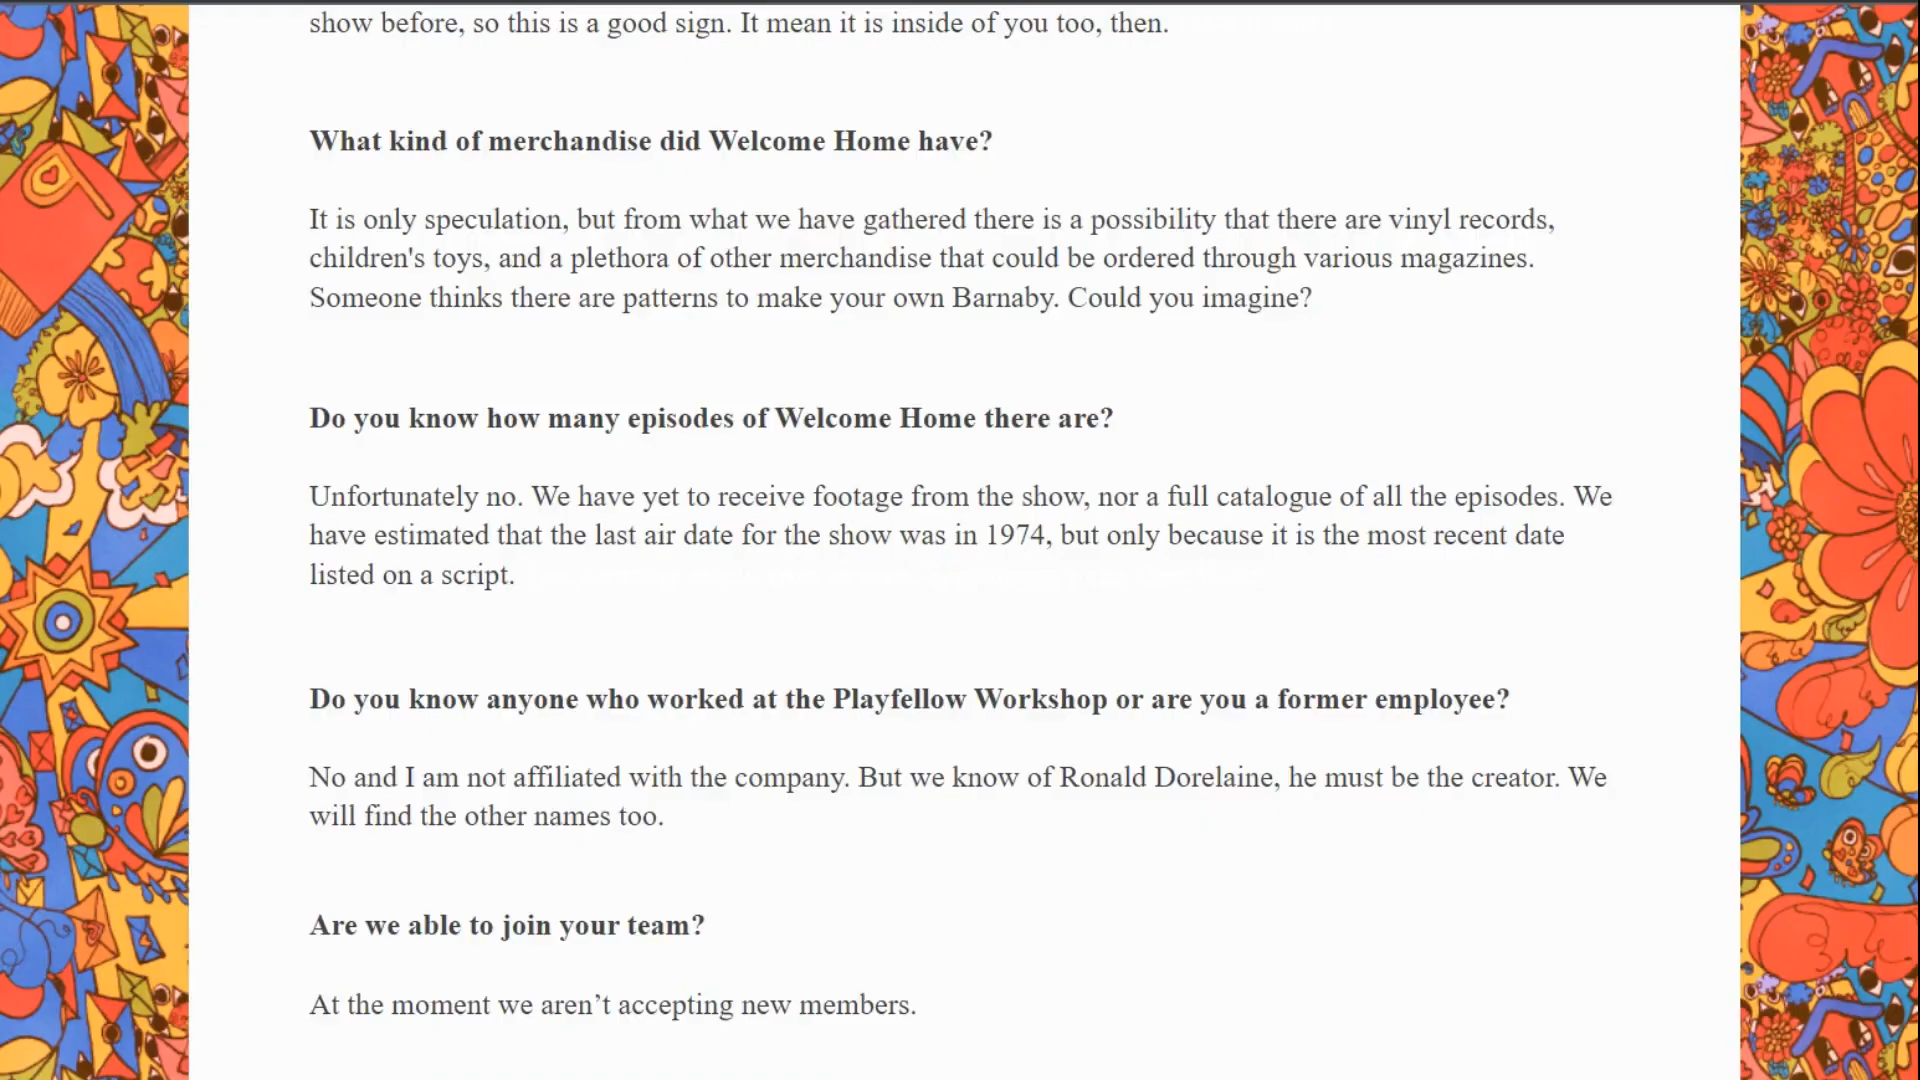 show before, so this is a good sign. It mean it is inside of you too, then.
What kind of merchandise did Welcome Home have?
It is only speculation, but from what we have gathered there is a possibility that there are vinyl records,
children's toys, and a plethora of other merchandise that could be ordered through various magazines.
Someone thinks there are patterns to make your own Barnaby. Could you imagine?
Do you know how many episodes of Welcome Home there are?
Unfortunately no. We have yet to receive footage from the show, nor a full catalogue of all the episodes. We
have estimated that the last air date for the show was in 1974, but only because it is the most recent date
listed on a script.
Do you know anyone who worked at the Playfellow Workshop or are you a former employee?
No and I am not affiliated with the company. But we know of Ronald Dorelaine, he must be the creator. We
will find the other names too.
Are we able to join your team?
At the moment we aren’t accepting new members.